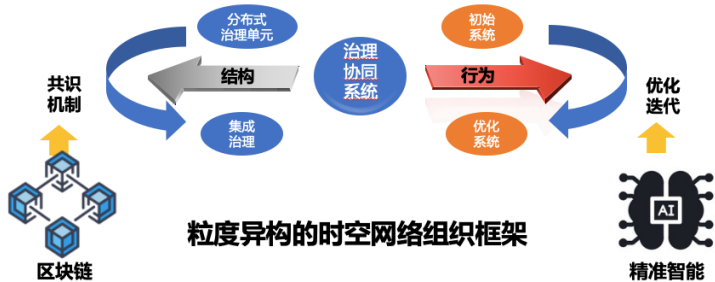 分布式
治理单元
初始
系统
治理
协同
系统
结构
行为
共识
机制
优化
迭代
集成
治理
优化
系统
AI
粒度异构的时空网络组织框架
区块链
精准智能